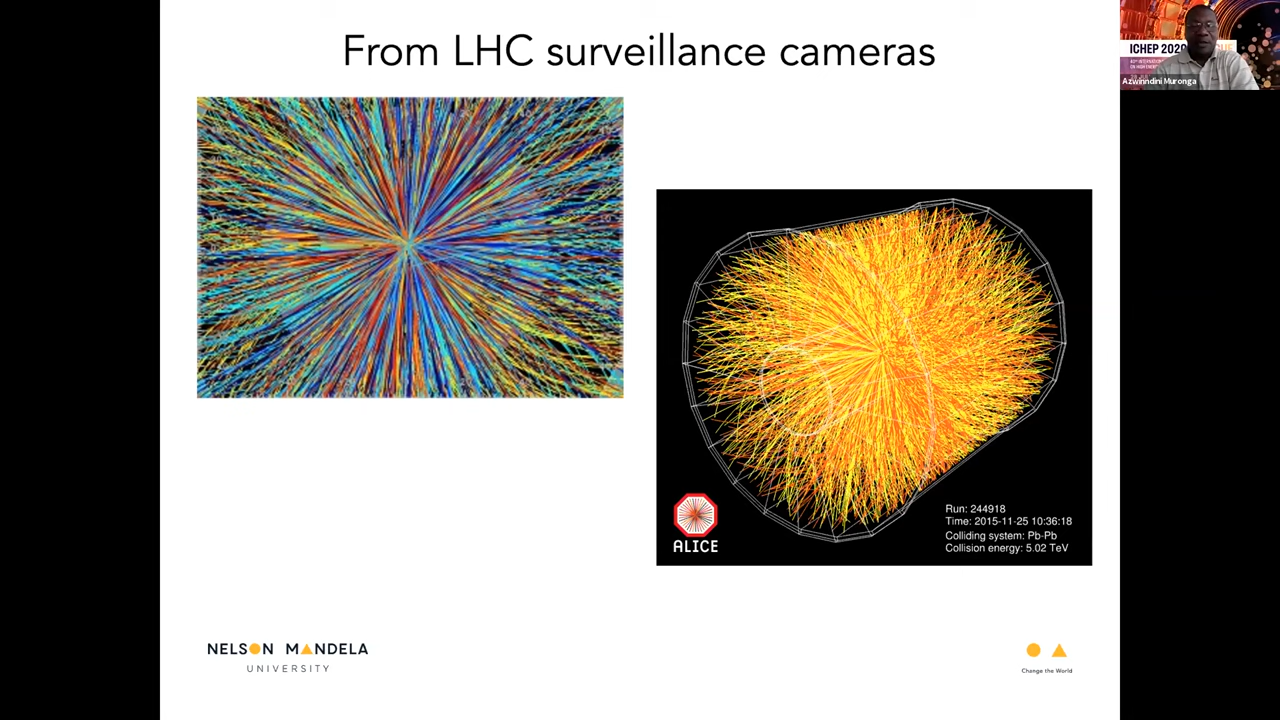 From LHC surveillance cameras
ICHEP 2020
Azwinndini Muronga
ALICE
Run: 244918
Time: 2015-11-25 10:36:18
Colliding system: Pb-Pb
Collision energy: 5.02 TeV
NELSON MANDELA
UNIVERSITY
Change the World